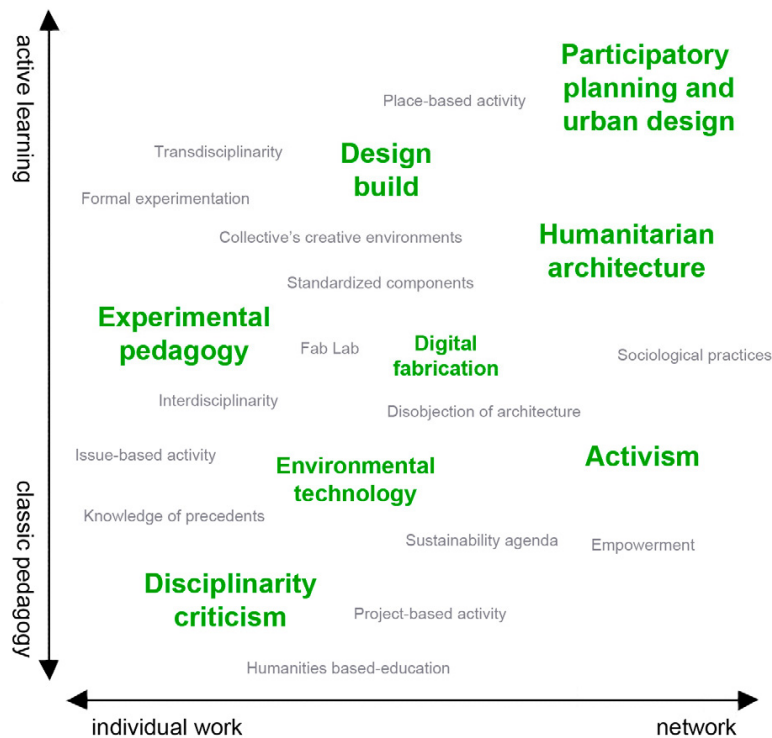 active learning
Participatory
planning and
urban design
Place-based activity
Design
build
Transdisciplinarity
Formal experimentation
Collective's creative environments
Humanitarian
architecture
Standardized components
Experimental
pedagogy
Fab Lab
Digital
fabrication
Sociological practices
Interdisciplinarity
Disobjection of architecture
Issue-based activity
Environmental
technology
Activism
classic pedagogy
Knowledge of precedents
Sustainability agenda
Empowerment
Disciplinarity
criticism
Project-based activity
Humanities based-education
individual work
network